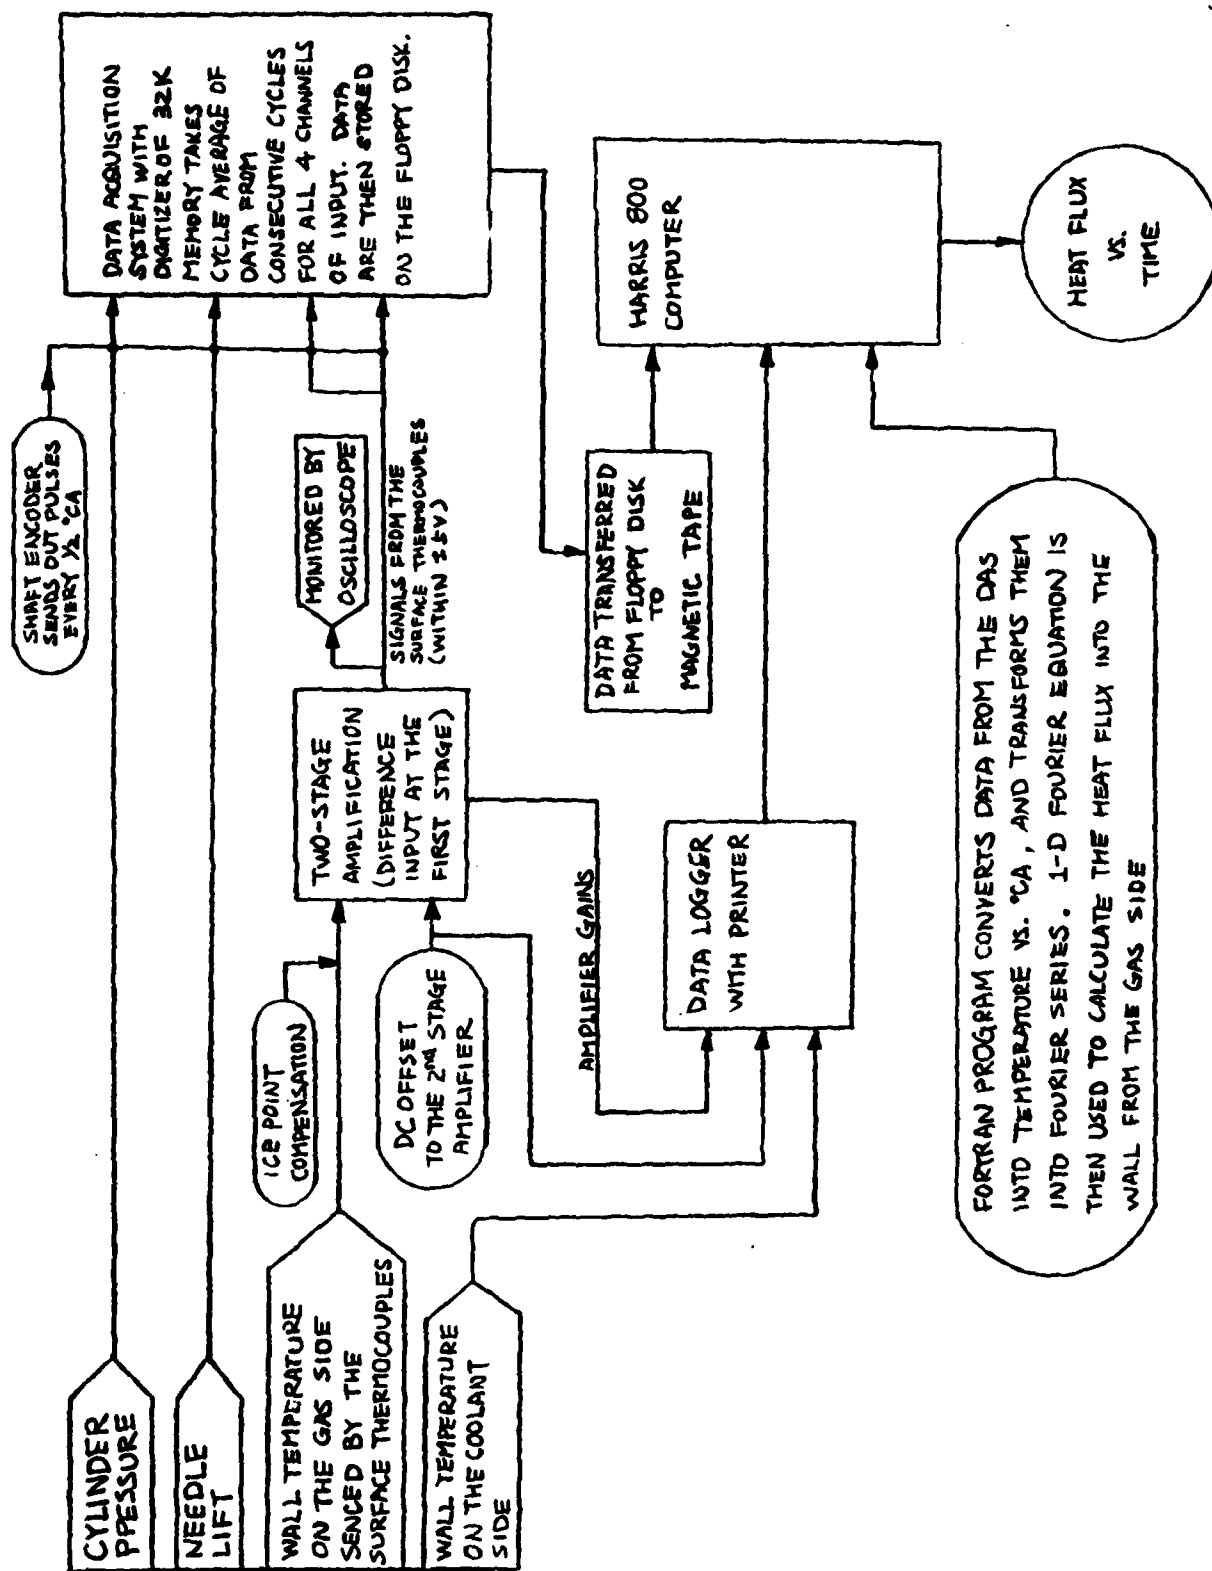 CYLINDER
PPESSURE
NEEDLE
LIFT
WALL TEMPERATURE
ON THE GAS SIDE
SENCED BY THE
SURFACE THERMOCOUPLES
WALL TEMPERATURE
ON THE COOLANT
SIDE
ICE POINT
COMPENSATION
DC OFFSET
TO THE 2ND STAGE
AMPLIFIER
TWO-STAGE
AMPLIFICATION
(DIFFERENCE
INPUT AT THE
FIRST STAGE)
AMPLIFIER GAINS
DATA LOGGER
WITH PRINTER
SHAFT ENCODER
SENDS OUT PULSES
EVERY 1/2 °CA
MONITORED BY
OSCILLOSCOPE
SIGNALS FROM THE
SURFACE THERMOCOUPLES
(WITHIN ±5V)
DATA ACQUISITION
SYSTEM WITH
DIGITIZER OF 32K
MEMORY TAKES
CYCLE AVERAGE OF
DATA FROM
CONSECUTIVE CYCLES
FOR ALL 4 CHANNELS
OF INPUT. DATA
ARE THEN STORED
ON THE FLOPPY DISK.
DATA TRANSFERRED
FROM FLOPPY DISK
TO
MAGNETIC TAPE
HARRIS 800
COMPUTER
HEAT FLUX
VS.
TIME
FORTRAN PROGRAM CONVERTS DATA FROM THE DAS
INTO TEMPERATURE VS. °CA, AND TRANSFORMS THEM
INTO FOURIER SERIES. 1-D FOURIER EQUATION IS
THEN USED TO CALCULATE THE HEAT FLUX INTO THE
WALL FROM THE GAS SIDE